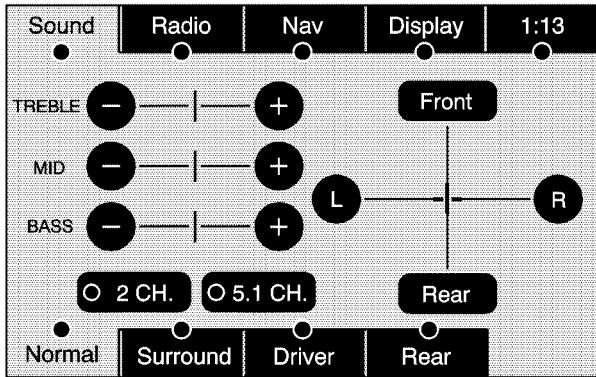 Sound Radio Nav Display 1:13
TREBLE − + Front
MID − +
L R
BASS − +
2 CH. 5.1 CH. Rear
Normal Surround Driver Rear